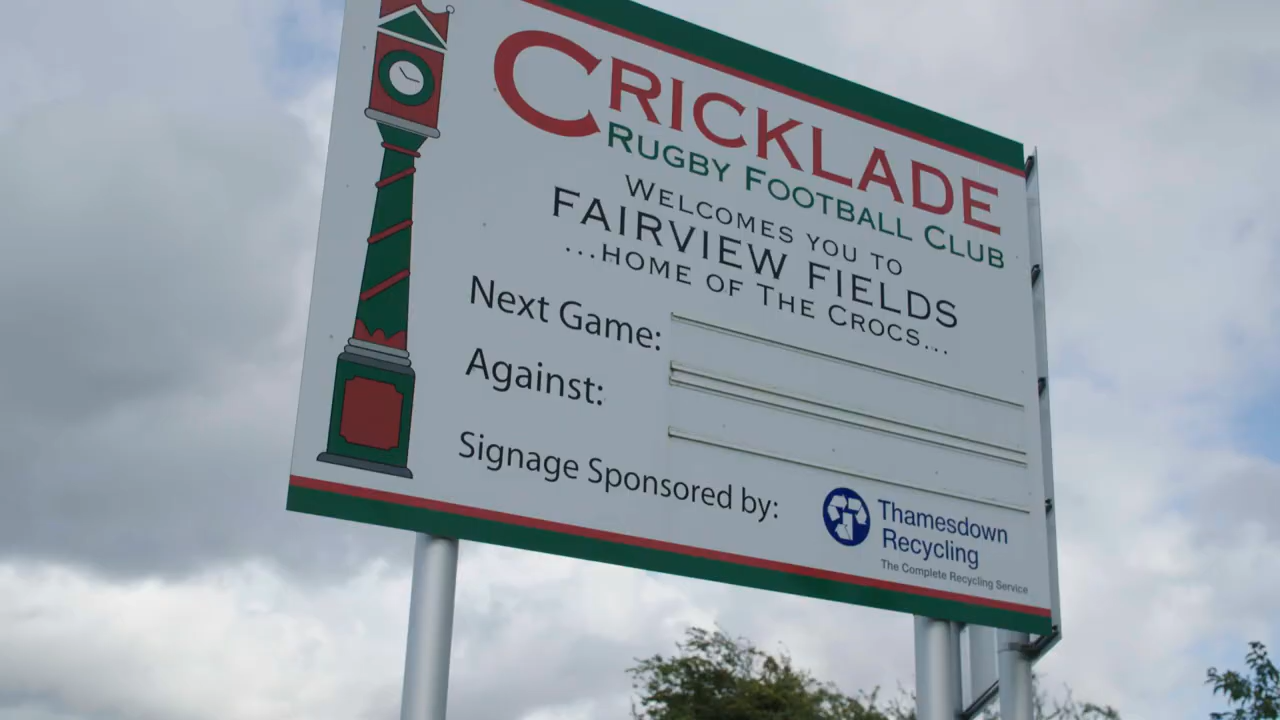 CRICKLADE
RUGBY FOOTBALL CLUB
WELCOMES YOU TO
FAIRVIEW FIELDS
...HOME OF THE CROCS...
Next Game:
Against:
Signage Sponsored by:
Thamesdown
Recycling
The Complete Recycling Service